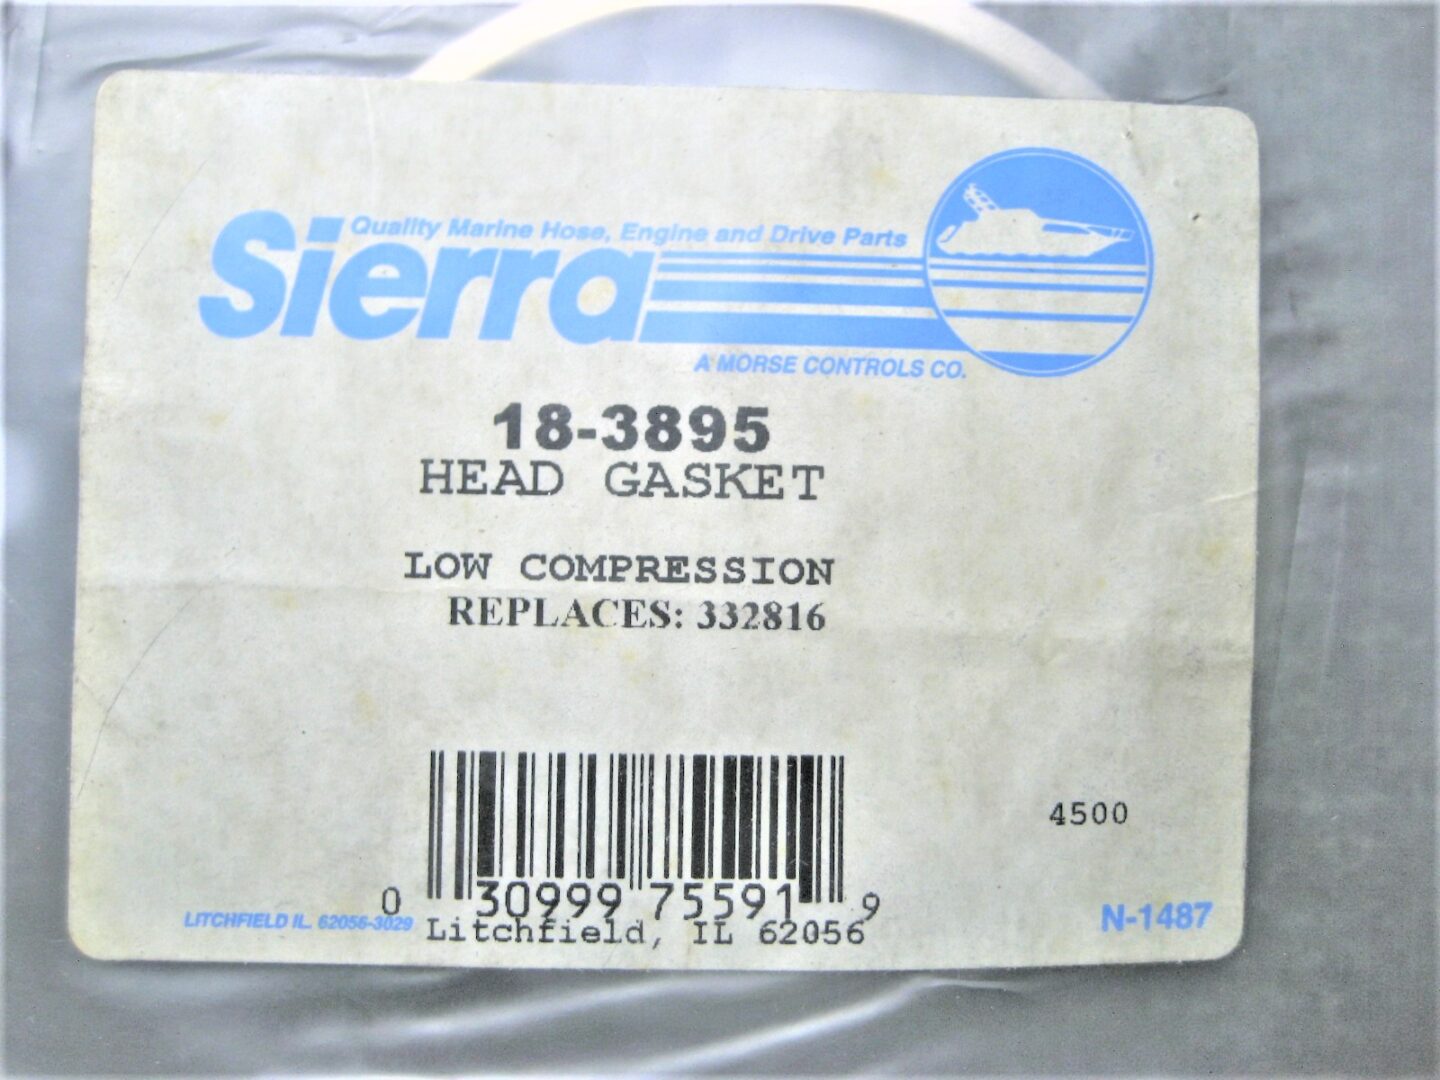 Quality Marine Hose, Engine and Drive Parts
Sierra
A MORSE CONTROLS CO.
18-3895
HEAD GASKET
LOW COMPRESSION
REPLACES: 332816
4500
0 30999 75591 9
LITCHFIELD IL. 62056-3029
Litchfield, IL 62056
N-1487